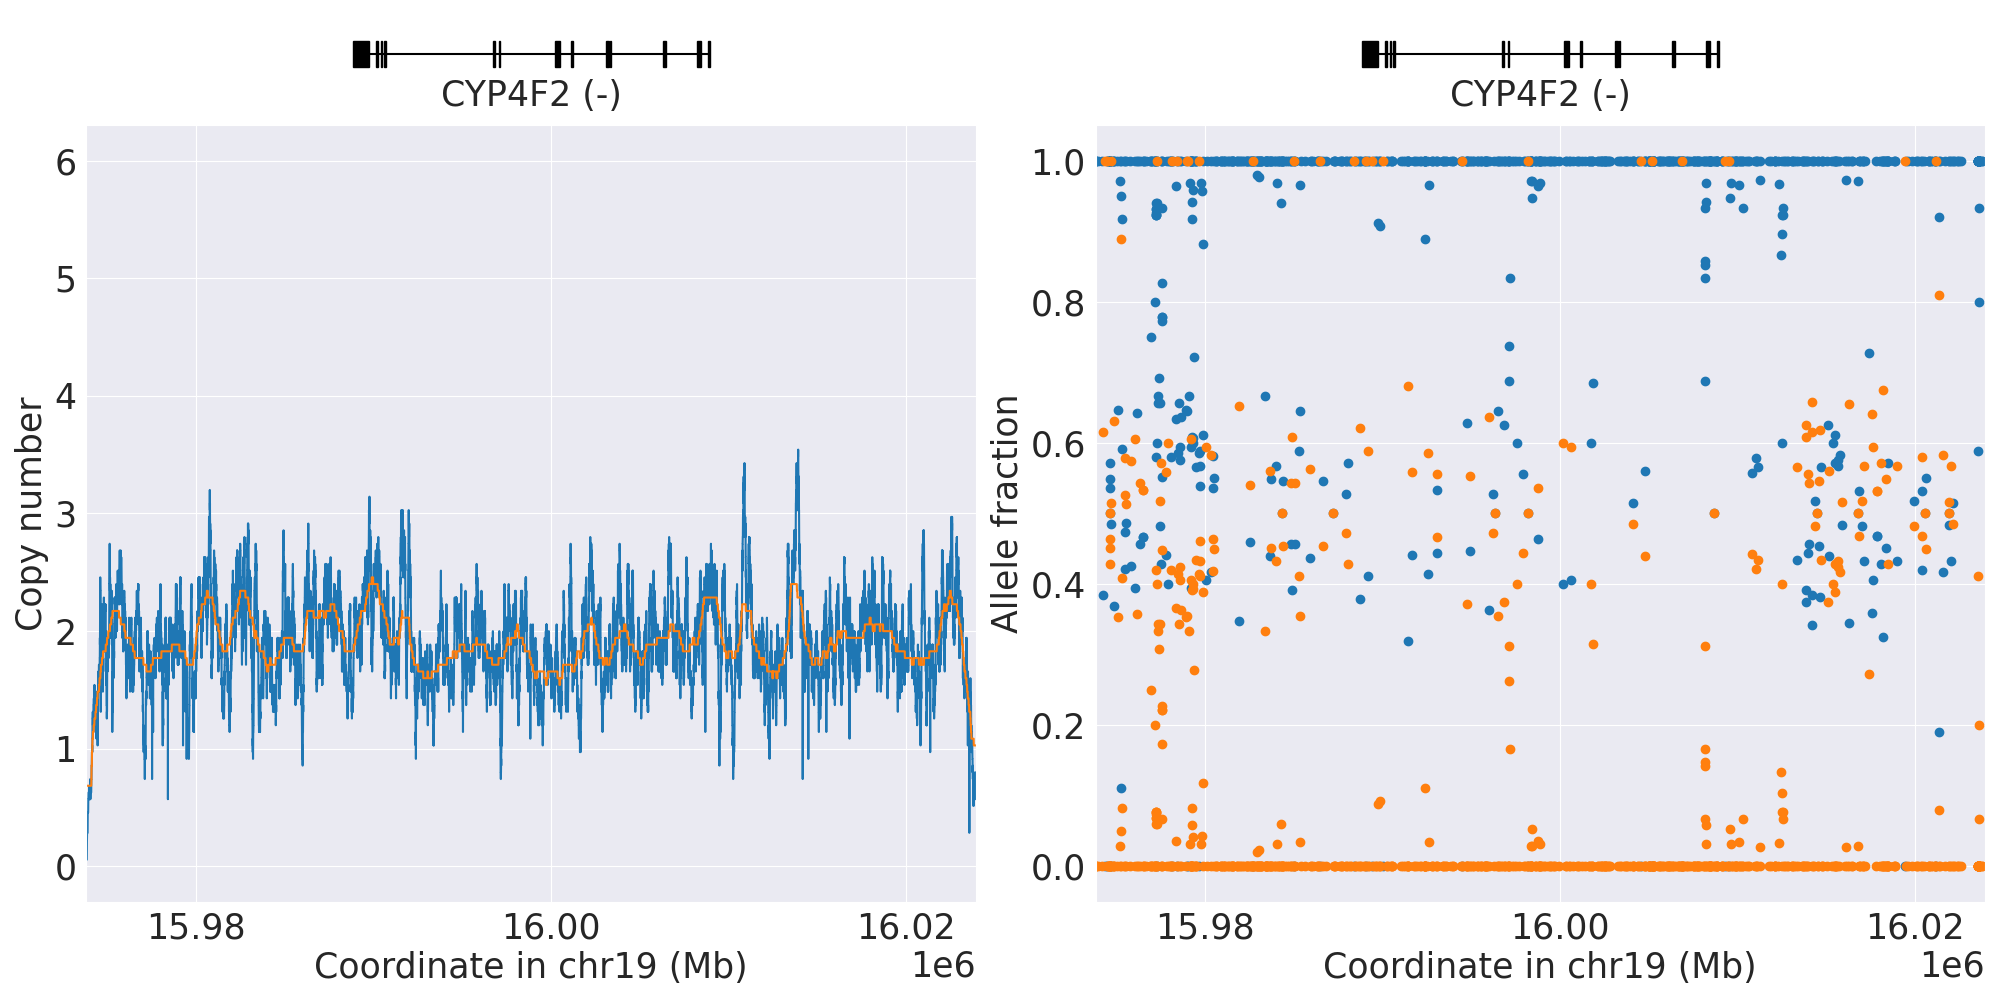 CYP4F2 (-)
Copy number
6
5
4
3
2
1
0
15.98
16.00
16.02
Coordinate in chr19 (Mb)
1e6
CYP4F2 (-)
Allele fraction
1.0
0.8
0.6
0.4
0.2
0.0
15.98
16.00
16.02
Coordinate in chr19 (Mb)
1e6